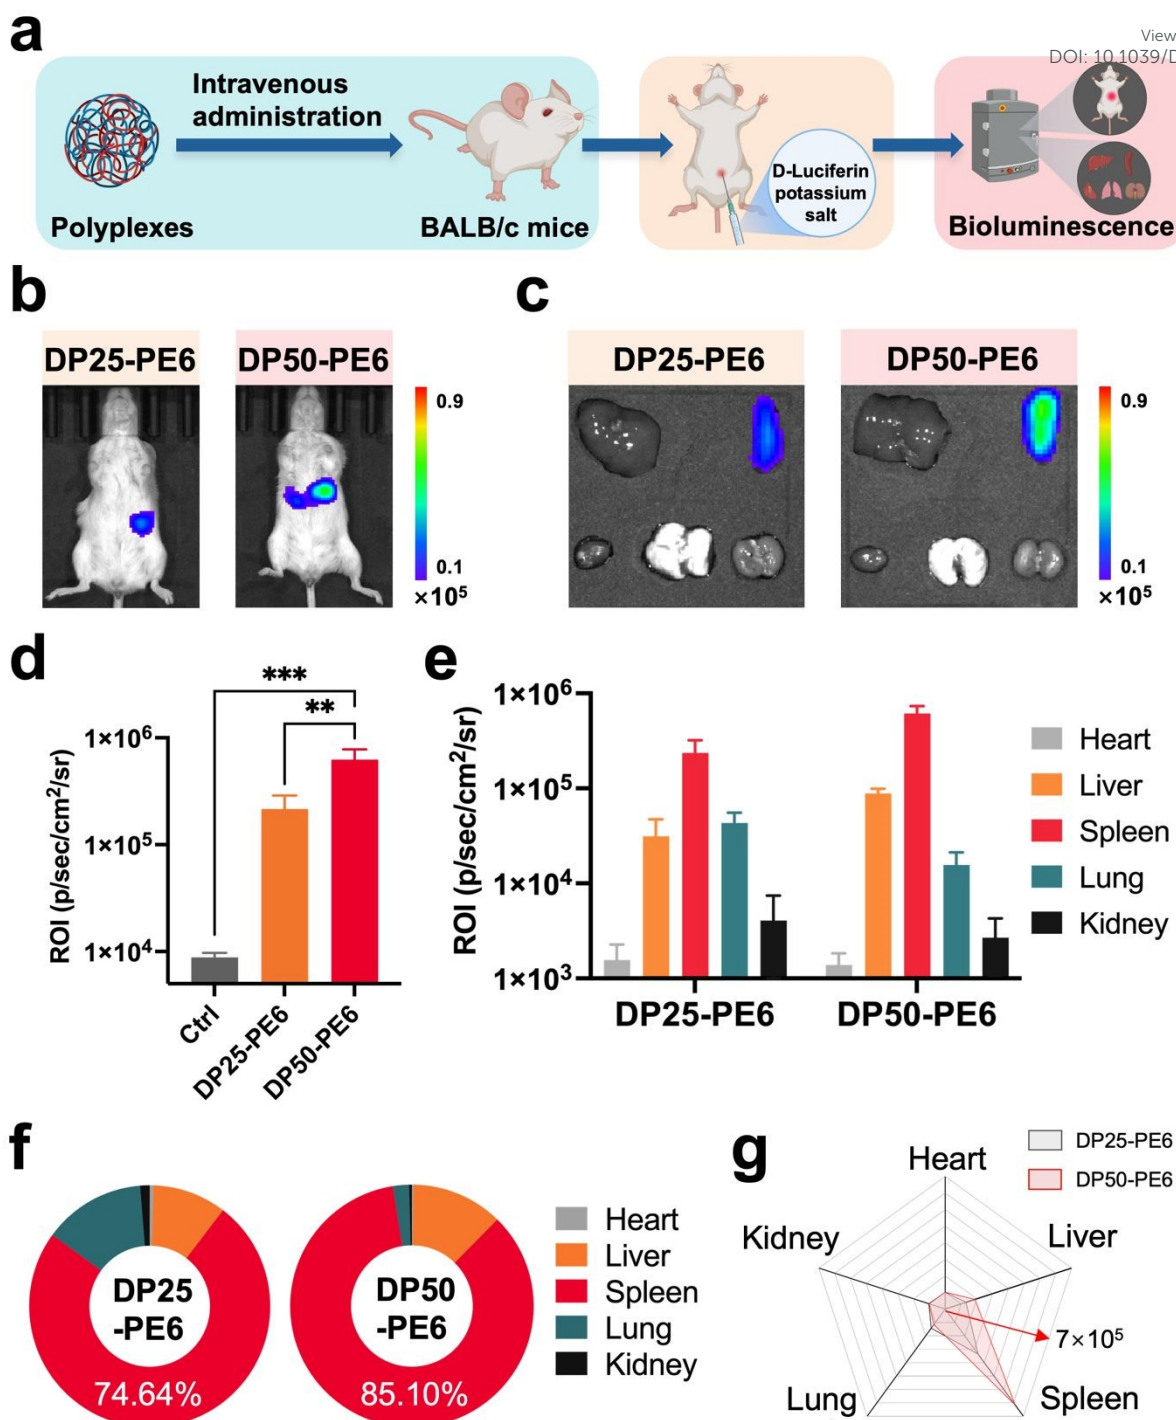 a
View
DOI: 10.1039/D
Intravenous
administration
Polyplexes
BALB/c mice
D-Luciferin
potassium
salt
Bioluminescence
b
DP25-PE6
DP50-PE6
0.9
0.1
×10⁵
c
DP25-PE6
DP50-PE6
0.9
0.1
×10⁵
d
ROI (p/sec/cm²/sr)
1×10⁶
1×10⁵
1×10⁴
***
**
Ctrl
DP25-PE6
DP50-PE6
e
ROI (p/sec/cm²/sr)
1×10⁶
1×10⁵
1×10⁴
1×10³
DP25-PE6
DP50-PE6
Heart
Liver
Spleen
Lung
Kidney
f
DP25
-PE6
74.64%
DP50
-PE6
85.10%
Heart
Liver
Spleen
Lung
Kidney
g
DP25-PE6
DP50-PE6
Heart
Liver
Kidney
7×10⁵
Lung
Spleen